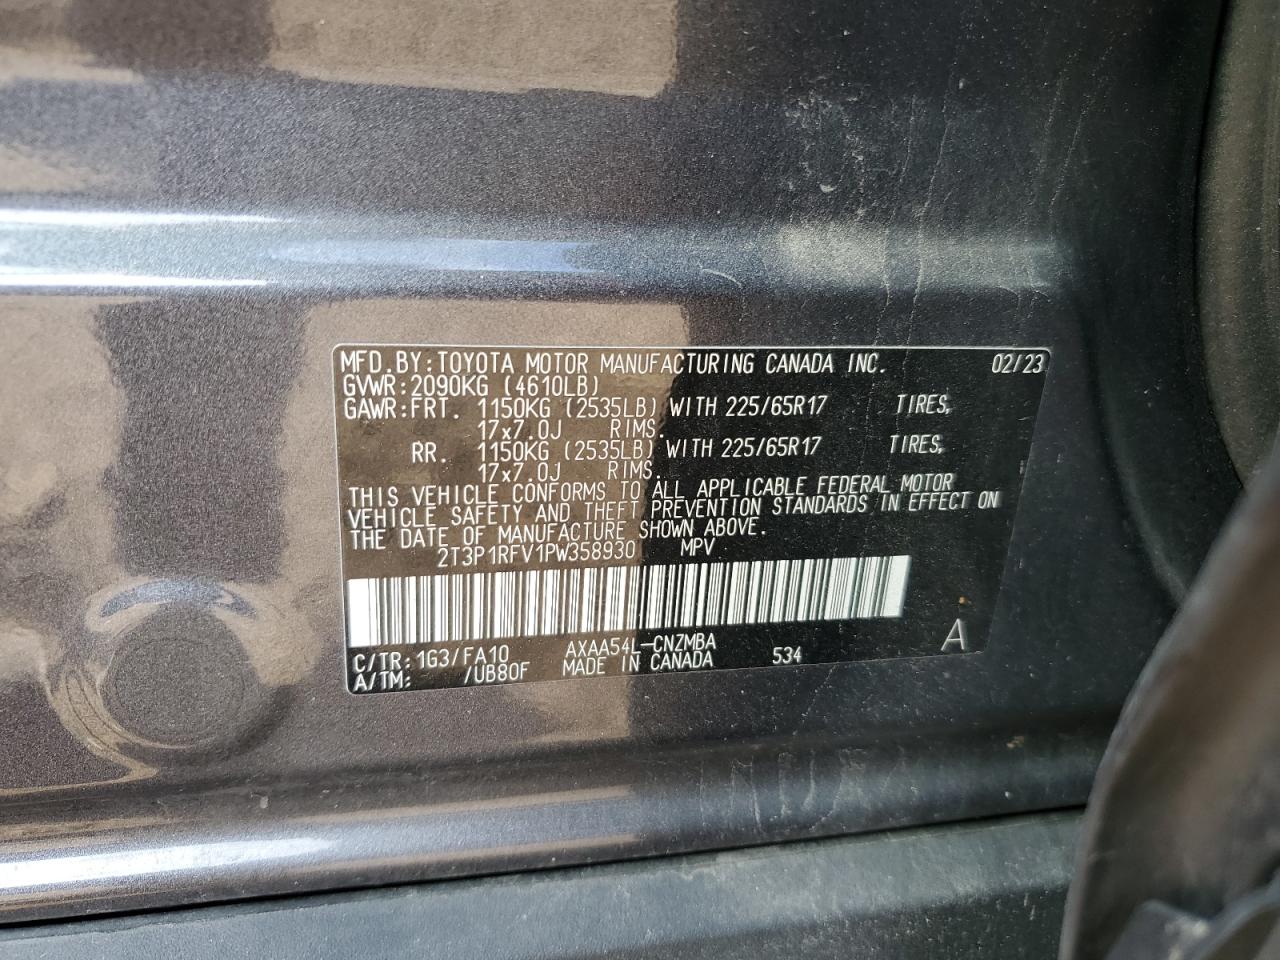 MFD.BY:TOYOTA MOTOR MANUFACTURING CANADA INC. 02/23
GVWR:2090KG (4610LB)
GAWR:FRT. 1150KG (2535LB) WITH 225/65R17 TIRES,
17x7.0J RIMS.
RR. 1150KG (2535LB) WITH 225/65R17 TIRES,
17x7.0J RIMS.
THIS VEHICLE CONFORMS TO ALL APPLICABLE FEDERAL MOTOR
VEHICLE SAFETY AND THEFT PREVENTION STANDARDS IN EFFECT ON
THE DATE OF MANUFACTURE SHOWN ABOVE.
2T3P1RFV1PW358930 MPV
C/TR:1G3/FA10 AXAA54L-CNZMBA 534 A
A/TM: /UB80F MADE IN CANADA